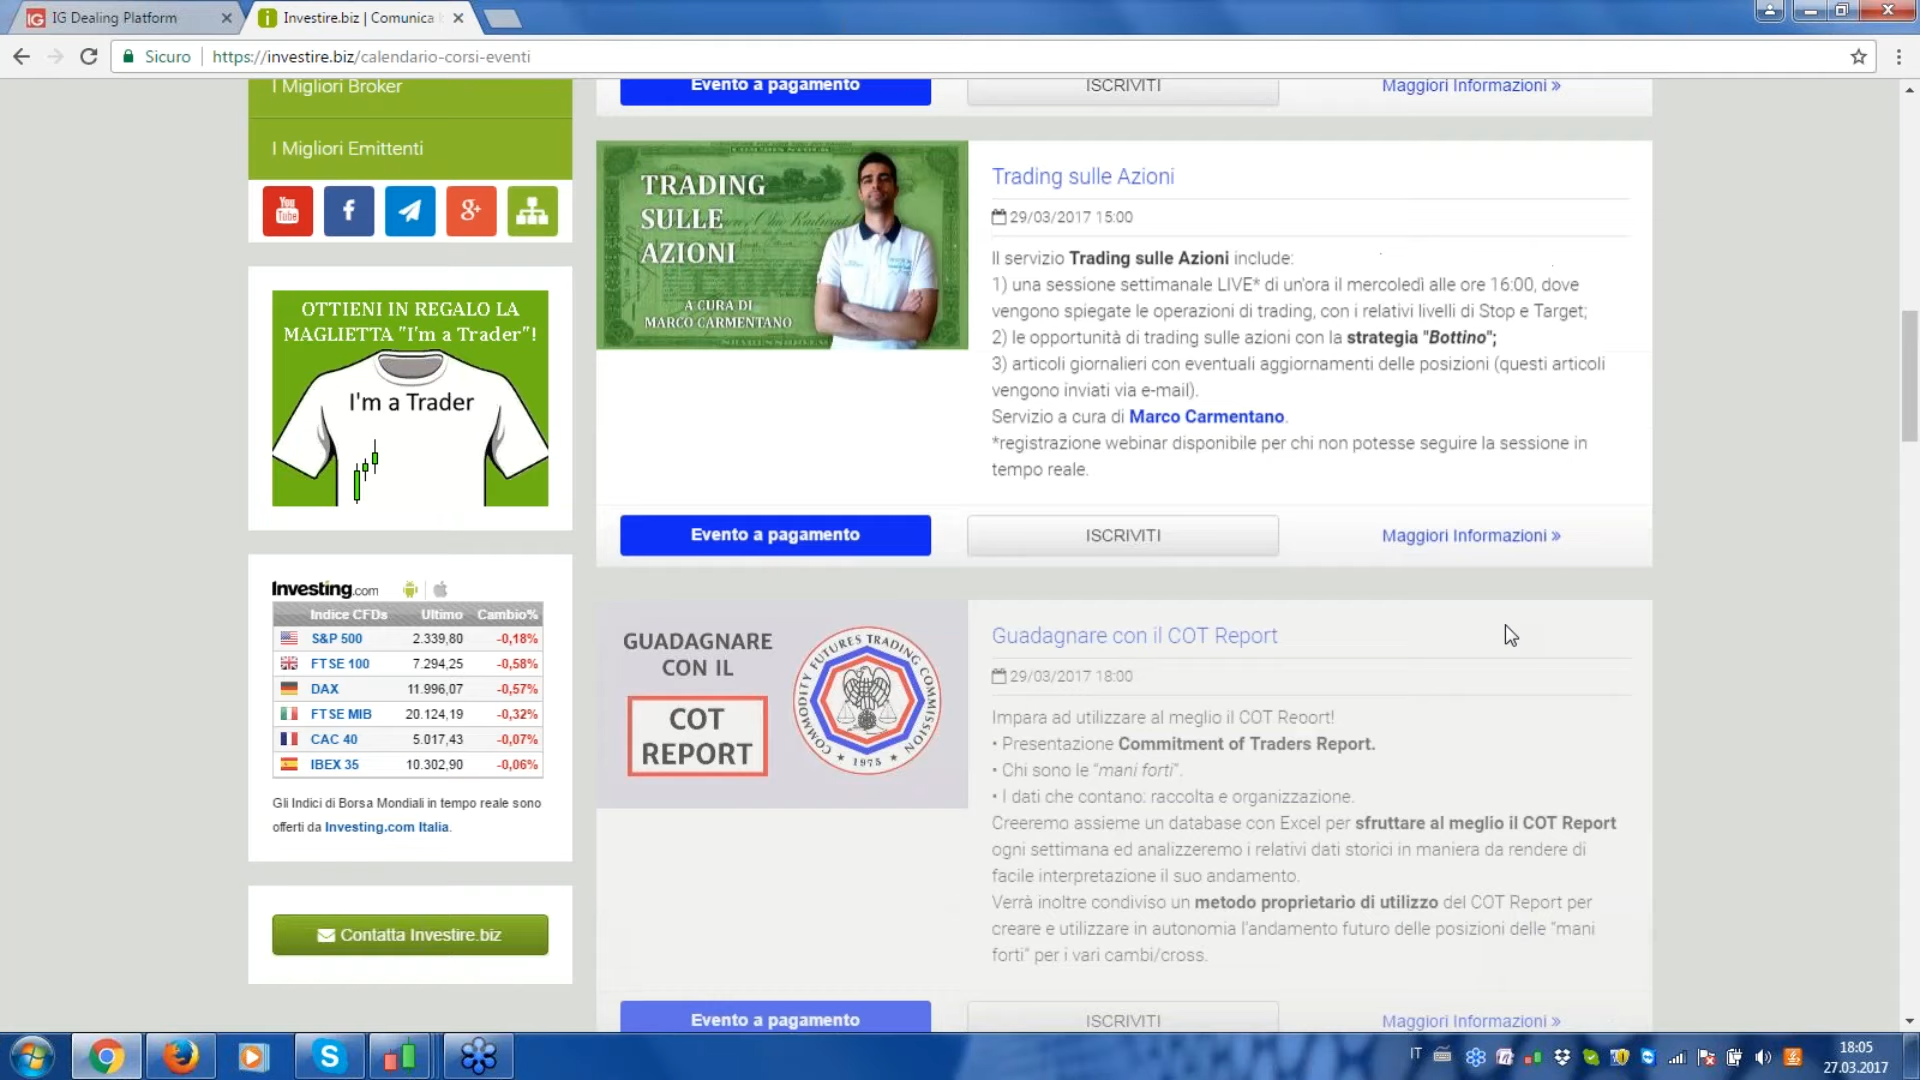 IG Dealing Platform
Investire.biz | Comunica
Sicuro
https://investire.biz/calendario-corsi-eventi
I Migliori Broker
I Migliori Emittenti
You Tube
OTTIENI IN REGALO LA
MAGLIETTA "I'm a Trader"!
I'm a Trader
Investing.com
Indice CFDs Ultimo Cambio%
S&P 500 2.339,80 -0,18%
FTSE 100 7.294,25 -0,58%
DAX 11.996,07 -0,57%
FTSE MIB 20.124,19 -0,32%
CAC 40 5.017,43 -0,07%
IBEX 35 10.302,90 -0,06%
Gli Indici di Borsa Mondiali in tempo reale sono
offerti da Investing.com Italia.
Contatta Investire.biz
Evento a pagamento
ISCRIVITI
Maggiori Informazioni »
TRADING
SULLE
AZIONI
A CURA DI
MARCO CARMENTANO
Trading sulle Azioni
29/03/2017 15:00
Il servizio Trading sulle Azioni include:
1) una sessione settimanale LIVE* di un'ora il mercoledì alle ore 16:00, dove
vengono spiegate le operazioni di trading, con i relativi livelli di Stop e Target;
2) le opportunità di trading sulle azioni con la strategia "Bottino";
3) articoli giornalieri con eventuali aggiornamenti delle posizioni (questi articoli
vengono inviati via e-mail).
Servizio a cura di Marco Carmentano.
*registrazione webinar disponibile per chi non potesse seguire la sessione in
tempo reale.
Evento a pagamento
ISCRIVITI
Maggiori Informazioni »
GUADAGNARE
CON IL
COT
REPORT
COMMODITY FUTURES TRADING COMMISSION
1975
Guadagnare con il COT Report
29/03/2017 18:00
Impara ad utilizzare al meglio il COT Reoort!
• Presentazione Commitment of Traders Report.
• Chi sono le “mani forti”.
• I dati che contano: raccolta e organizzazione.
Creeremo assieme un database con Excel per sfruttare al meglio il COT Report
ogni settimana ed analizzeremo i relativi dati storici in maniera da rendere di
facile interpretazione il suo andamento.
Verrà inoltre condiviso un metodo proprietario di utilizzo del COT Report per
creare e utilizzare in autonomia l'andamento futuro delle posizioni delle “mani
forti” per i vari cambi/cross.
Evento a pagamento
ISCRIVITI
Maggiori Informazioni »
IT
18:05
27.03.2017